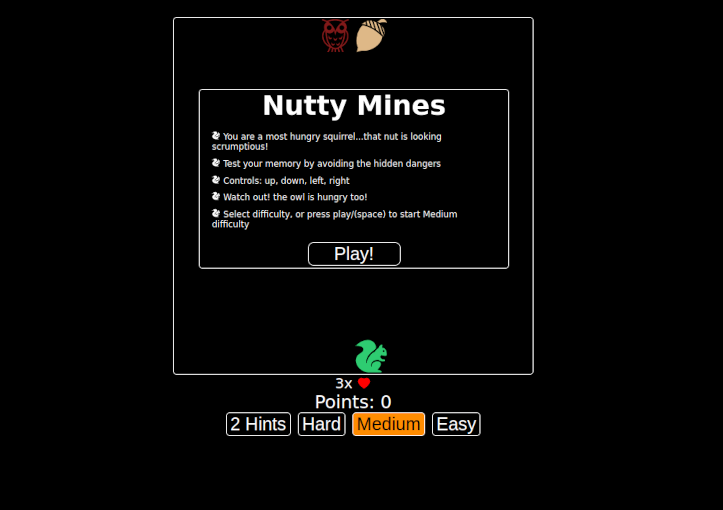 Nutty Mines
You are a most hungry squirrel...that nut is looking
scrumptious!
Test your memory by avoiding the hidden dangers
Controls: up, down, left, right
Watch out! the owl is hungry too!
Select difficulty, or press play/(space) to start Medium
difficulty
Play!
3x
Points: 0
2 Hints Hard Medium Easy